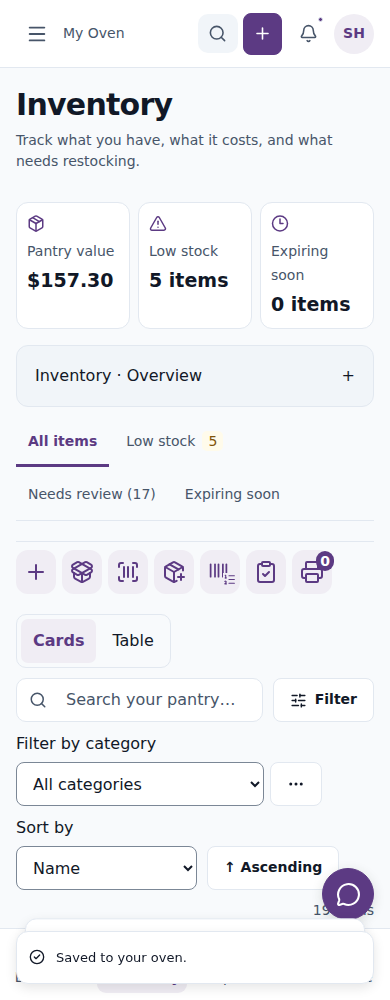 My Oven
SH
Inventory
Track what you have, what it costs, and what
needs restocking.
Pantry value
$157.30
Low stock
5 items
Expiring
soon
0 items
Inventory · Overview
+
All items
Low stock 5
Needs review (17)
Expiring soon
0
Cards
Table
Search your pantry…
Filter
Filter by category
All categories
...
Sort by
Name
↑ Ascending
Saved to your oven.